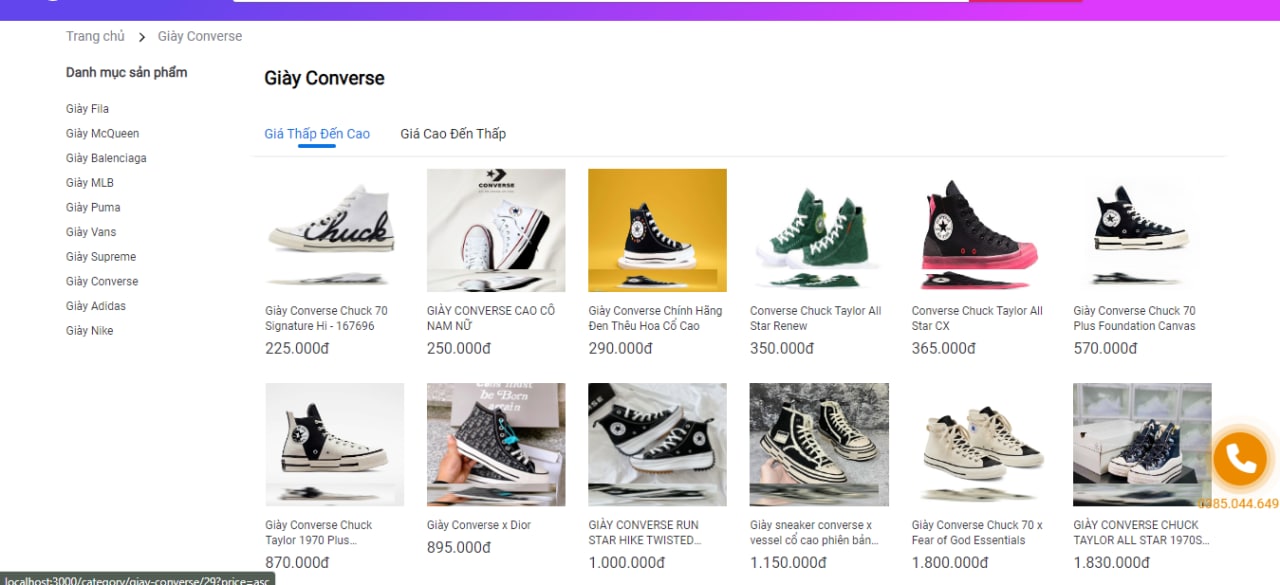 Trang chủ > Giày Converse
Danh mục sản phẩm
Giày Fila
Giày McQueen
Giày Balenciaga
Giày MLB
Giày Puma
Giày Vans
Giày Supreme
Giày Converse
Giày Adidas
Giày Nike
Giày Converse
Giá Thấp Đến Cao
Giá Cao Đến Thấp
Chuck
CONVERSE
Giày Converse Chuck 70
Signature Hi - 167696
225.000đ
GIÀY CONVERSE CAO CỔ
NAM NỮ
250.000đ
Giày Converse Chính Hãng
Đen Thêu Hoa Cổ Cao
290.000đ
Converse Chuck Taylor All
Star Renew
350.000đ
Converse Chuck Taylor All
Star CX
365.000đ
Giày Converse Chuck 70
Plus Foundation Canvas
570.000đ
be Born
again
Giày Converse Chuck
Taylor 1970 Plus...
870.000đ
Giày Converse x Dior
895.000đ
GIÀY CONVERSE RUN
STAR HIKE TWISTED...
1.000.000đ
Giày sneaker converse x
vessel cổ cao phiên bản...
1.150.000đ
Giày Converse Chuck 70 x
Fear of God Essentials
1.800.000đ
GIÀY CONVERSE CHUCK
TAYLOR ALL STAR 1970S...
1.830.000đ
0385.044.649
localhost:3000/category/giay-converse/29?price=asc